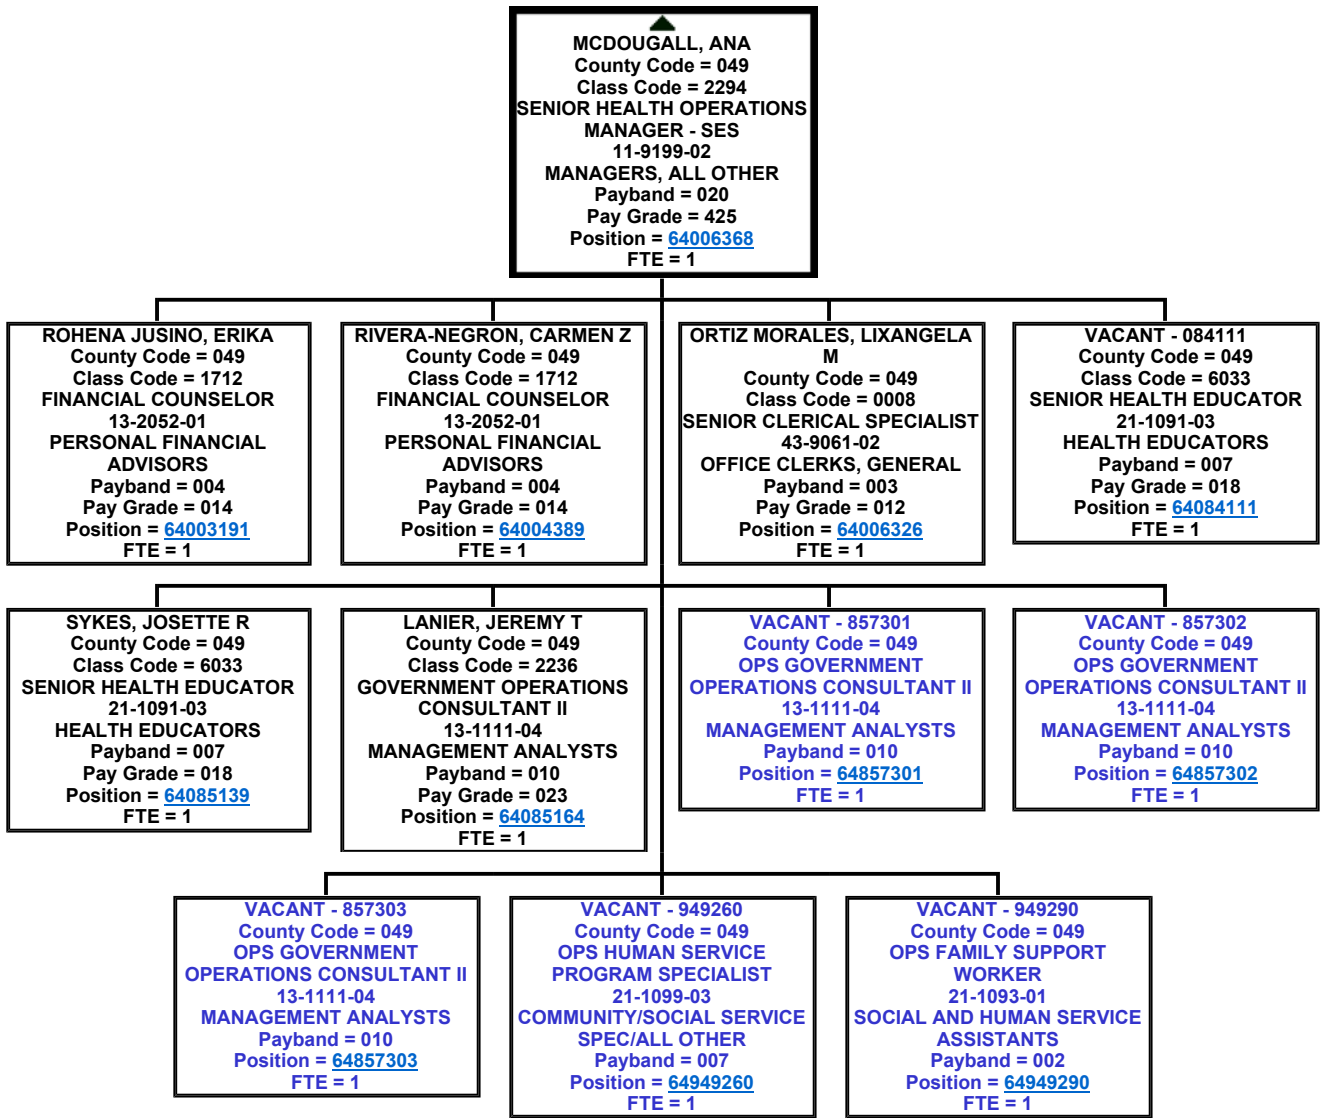 MCDOUGALL, ANA
County Code = 049
Class Code = 2294
SENIOR HEALTH OPERATIONS
MANAGER - SES
11-9199-02
MANAGERS, ALL OTHER
Payband = 020
Pay Grade = 425
Position = 64006368
FTE = 1
ROHENA JUSINO, ERIKA
County Code = 049
Class Code = 1712
FINANCIAL COUNSELOR
13-2052-01
PERSONAL FINANCIAL
ADVISORS
Payband = 004
Pay Grade = 014
Position = 64003191
FTE = 1
RIVERA-NEGRON, CARMEN Z
County Code = 049
Class Code = 1712
FINANCIAL COUNSELOR
13-2052-01
PERSONAL FINANCIAL
ADVISORS
Payband = 004
Pay Grade = 014
Position = 64004389
FTE = 1
ORTIZ MORALES, LIXANGELA
M
County Code = 049
Class Code = 0008
SENIOR CLERICAL SPECIALIST
43-9061-02
OFFICE CLERKS, GENERAL
Payband = 003
Pay Grade = 012
Position = 64006326
FTE = 1
VACANT - 084111
County Code = 049
Class Code = 6033
SENIOR HEALTH EDUCATOR
21-1091-03
HEALTH EDUCATORS
Payband = 007
Pay Grade = 018
Position = 64084111
FTE = 1
SYKES, JOSETTE R
County Code = 049
Class Code = 6033
SENIOR HEALTH EDUCATOR
21-1091-03
HEALTH EDUCATORS
Payband = 007
Pay Grade = 018
Position = 64085139
FTE = 1
LANIER, JEREMY T
County Code = 049
Class Code = 2236
GOVERNMENT OPERATIONS
CONSULTANT II
13-1111-04
MANAGEMENT ANALYSTS
Payband = 010
Pay Grade = 023
Position = 64085164
FTE = 1
VACANT - 857301
County Code = 049
OPS GOVERNMENT
OPERATIONS CONSULTANT II
13-1111-04
MANAGEMENT ANALYSTS
Payband = 010
Position = 64857301
FTE = 1
VACANT - 857302
County Code = 049
OPS GOVERNMENT
OPERATIONS CONSULTANT II
13-1111-04
MANAGEMENT ANALYSTS
Payband = 010
Position = 64857302
FTE = 1
VACANT - 857303
County Code = 049
OPS GOVERNMENT
OPERATIONS CONSULTANT II
13-1111-04
MANAGEMENT ANALYSTS
Payband = 010
Position = 64857303
FTE = 1
VACANT - 949260
County Code = 049
OPS HUMAN SERVICE
PROGRAM SPECIALIST
21-1099-03
COMMUNITY/SOCIAL SERVICE
SPEC/ALL OTHER
Payband = 007
Position = 64949260
FTE = 1
VACANT - 949290
County Code = 049
OPS FAMILY SUPPORT
WORKER
21-1093-01
SOCIAL AND HUMAN SERVICE
ASSISTANTS
Payband = 002
Position = 64949290
FTE = 1